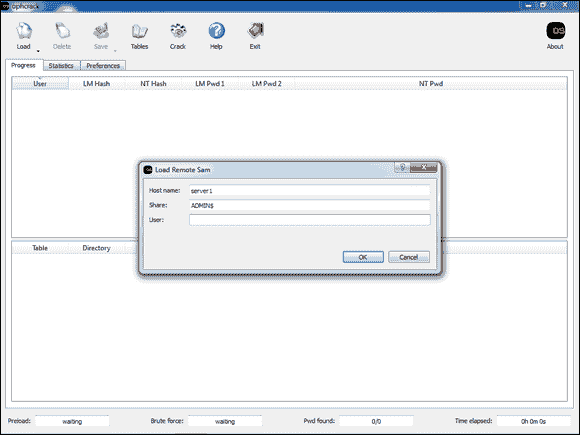 ophcrack
Load Delete Save Tables Crack Help Exit About
OS
Progress Statistics Preferences
User LM Hash NT Hash LM Pwd 1 LM Pwd 2 NT Pwd
Load Remote Sam
Host name: server1
Share: ADMIN$
User:
OK Cancel
Table Directory
Preload: waiting Brute force: waiting Pwd found: 0/0 Time elapsed: 0h 0m 0s